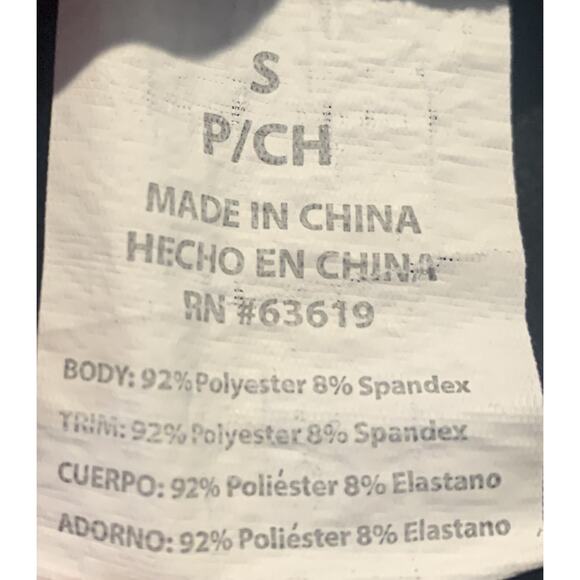 S
P/CH
MADE IN CHINA
HECHO EN CHINA
RN #63619
BODY: 92% Polyester 8% Spandex
TRIM: 92% Polyester 8% Spandex
CUERPO: 92% Poliéster 8% Elastano
ADORNO: 92% Poliéster 8% Elastano